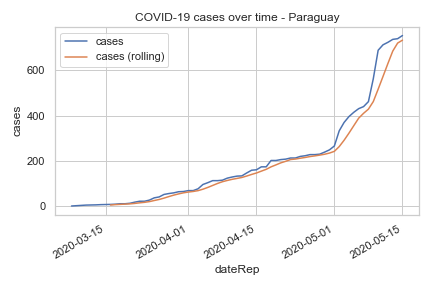 COVID-19 cases over time - Paraguay
cases
cases (rolling)
600
400
200
0
cases
2020-03-15
2020-04-01
2020-04-15
2020-05-01
2020-05-15
dateRep